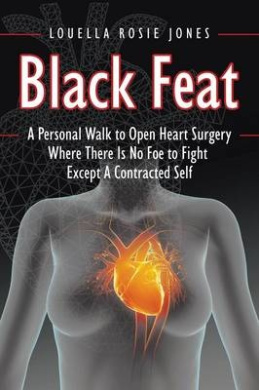 LOUELLA ROSIE JONES
Black Feat
A Personal Walk to Open Heart Surgery
Where There Is No Foe to Fight
Except A Contracted Self